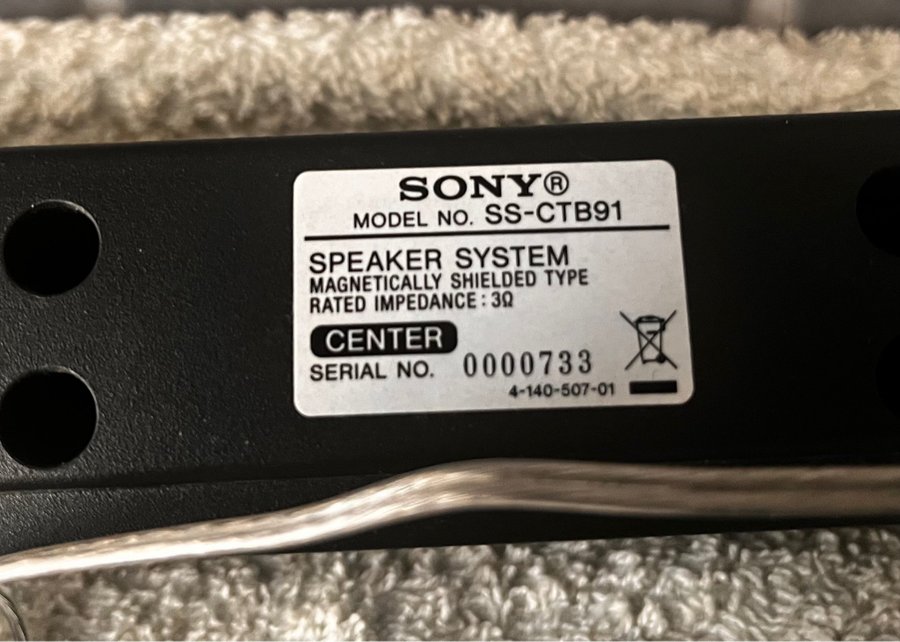 SONY®
MODEL NO. SS-CTB91
SPEAKER SYSTEM
MAGNETICALLY SHIELDED TYPE
RATED IMPEDANCE : 3Ω
CENTER
SERIAL NO. 0000733
4-140-507-01